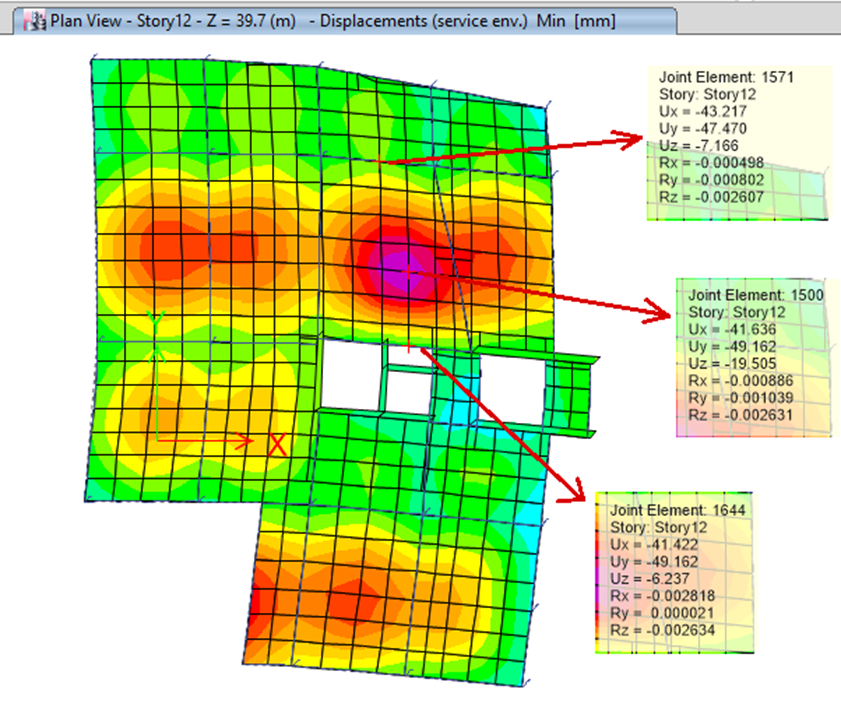 Plan View - Story12 - Z = 39.7 (m) - Displacements (service env.) Min [mm]
Joint Element: 1571
Story: Story12
Ux = -43.217
Uy = -47.470
Uz = -7.166
Rx = -0.000498
Ry = -0.000802
Rz = -0.002607
Joint Element: 1500
Story: Story12
Ux = -41.636
Uy = -49.162
Uz = -19.505
Rx = -0.000886
Ry = -0.001039
Rz = -0.002631
Y
X
Joint Element: 1644
Story: Story12
Ux = -41.422
Uy = -49.162
Uz = -6.237
Rx = -0.002818
Ry = 0.000021
Rz = -0.002634